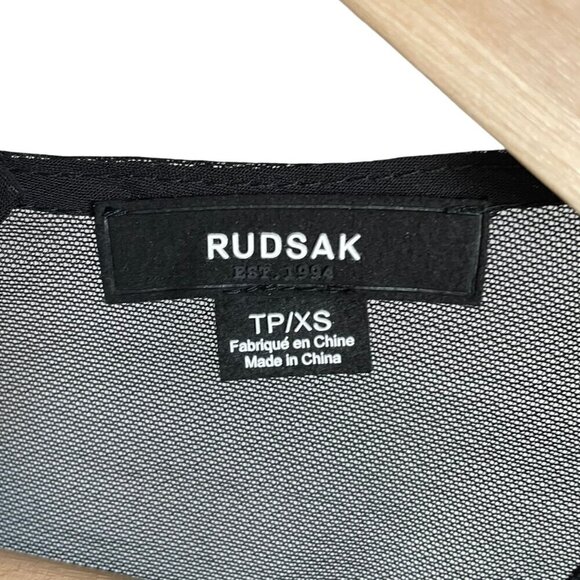 RUDSAK
EST. 1994
TP/XS
Fabriqué en Chine
Made in China